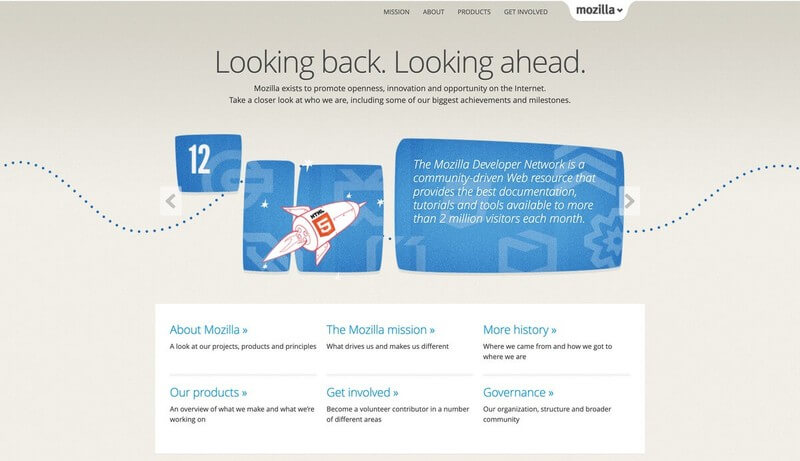 MISSION ABOUT PRODUCTS GET INVOLVED mozilla
Looking back. Looking ahead.
Mozilla exists to promote openness, innovation and opportunity on the Internet.
Take a closer look at who we are, including some of our biggest achievements and milestones.
12
HTML
5
The Mozilla Developer Network is a
community-driven Web resource that
provides the best documentation,
tutorials and tools available to more
than 2 million visitors each month.
About Mozilla »
A look at our projects, products and principles
The Mozilla mission »
What drives us and makes us different
More history »
Where we came from and how we got to
where we are
Our products »
An overview of what we make and what we're
working on
Get involved »
Become a volunteer contributor in a number
of different areas
Governance »
Our organization, structure and broader
community